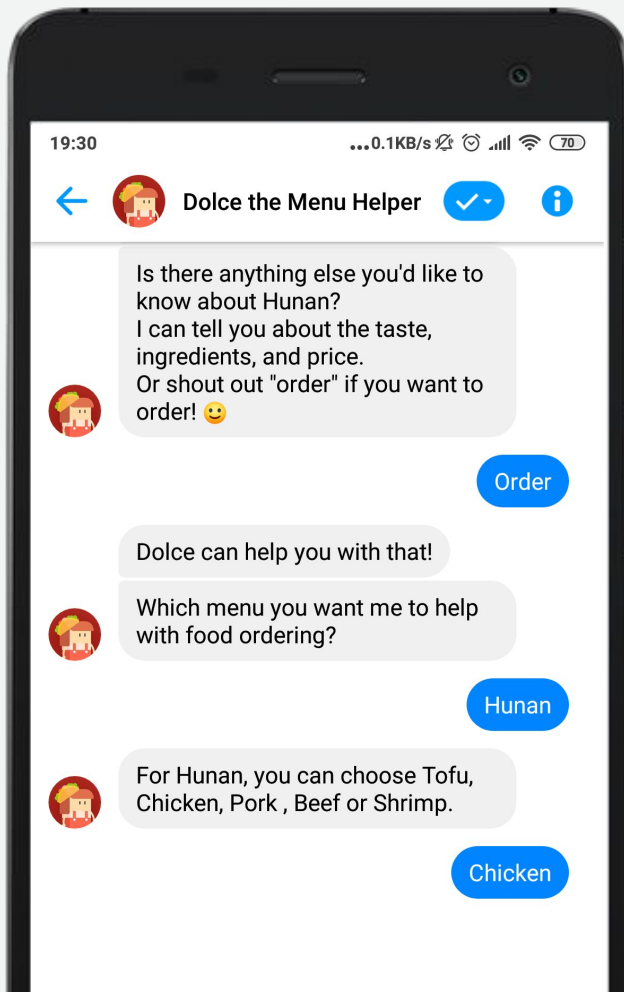 19:30
...0.1KB/s
70
Dolce the Menu Helper
Is there anything else you'd like to
know about Hunan?
I can tell you about the taste,
ingredients, and price.
Or shout out "order" if you want to
order! 🙂
Order
Dolce can help you with that!
Which menu you want me to help
with food ordering?
Hunan
For Hunan, you can choose Tofu,
Chicken, Pork , Beef or Shrimp.
Chicken